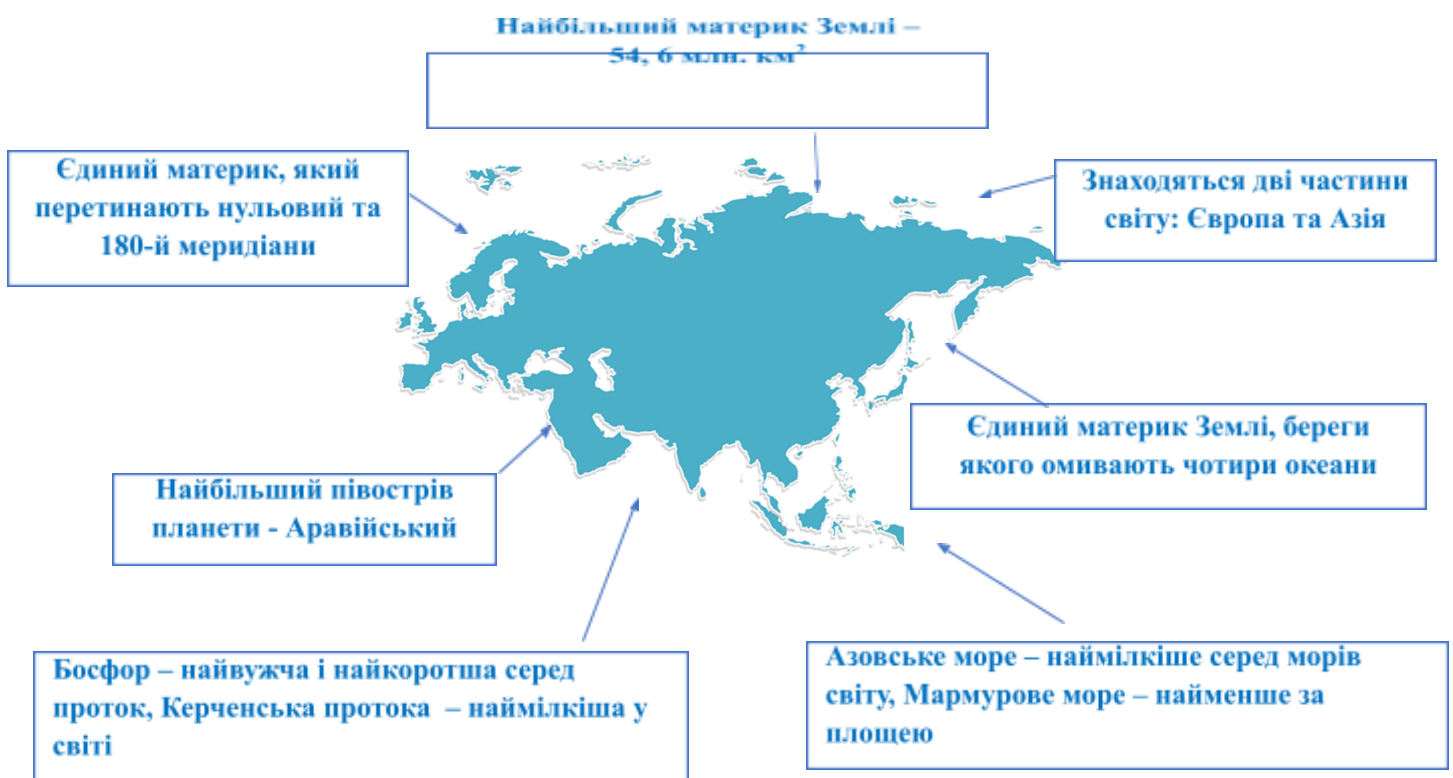 Найбільший материк Землі –
54, 6 млн. км²
Єдиний материк, який
перетинають нульовий та
180-й меридіани
Знаходяться дві частини
світу: Європа та Азія
Єдиний материк Землі, береги
якого омивають чотири океани
Найбільший півострів
планети - Аравійський
Босфор – найвужча і найкоротша серед
проток, Керченська протока – наймілкіша у
світі
Азовське море – наймілкіше серед морів
світу, Мармурове море – найменше за
площею